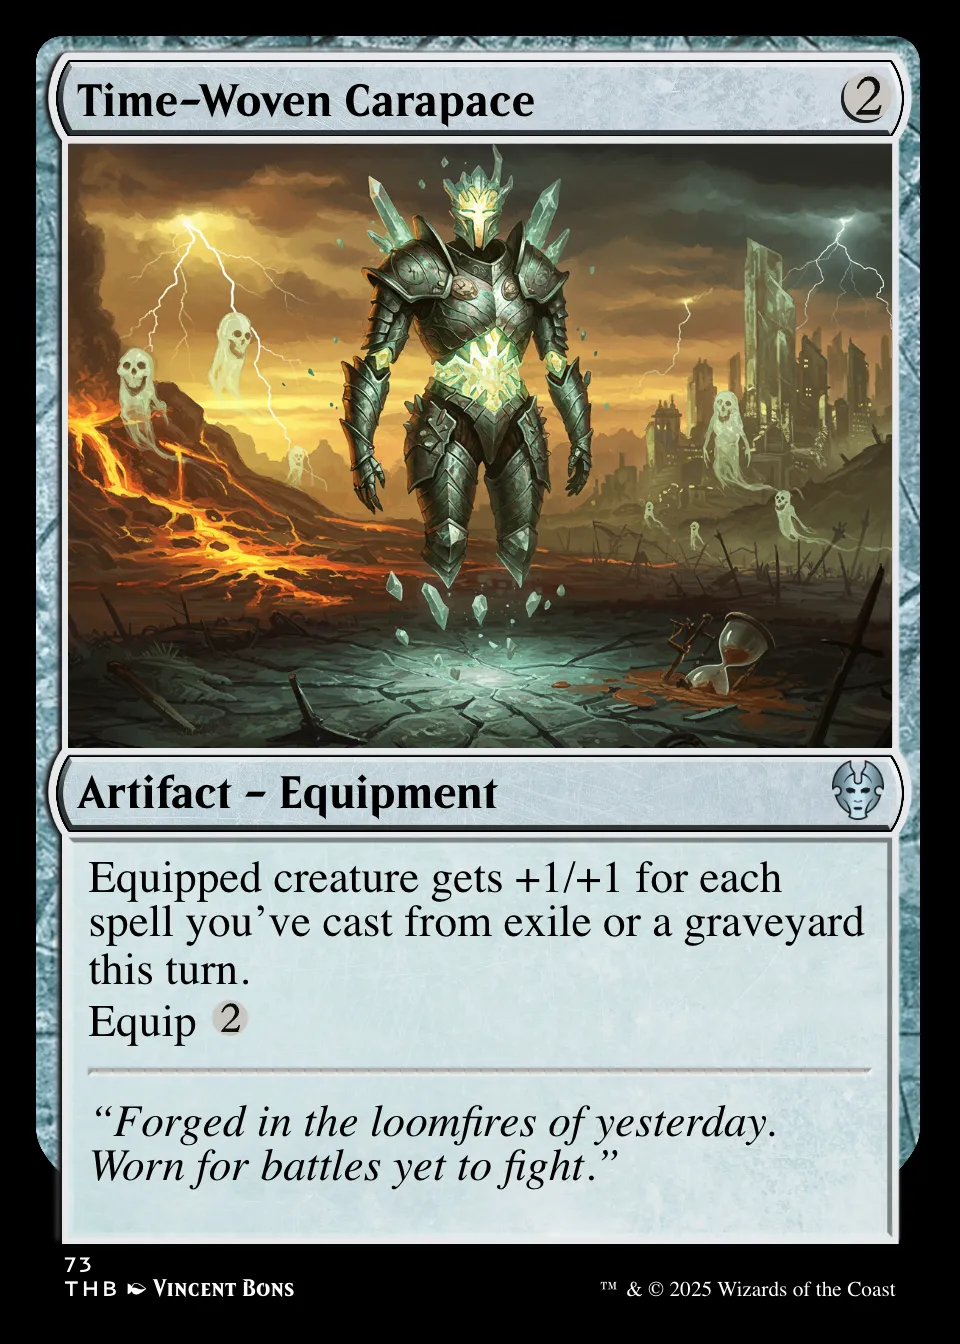 Time-Woven Carapace 2
Artifact – Equipment
Equipped creature gets +1/+1 for each
spell you’ve cast from exile or a graveyard
this turn.
Equip 2
“Forged in the loomfires of yesterday.
Worn for battles yet to fight.”
73
THB Vincent Bons
™ & © 2025 Wizards of the Coast